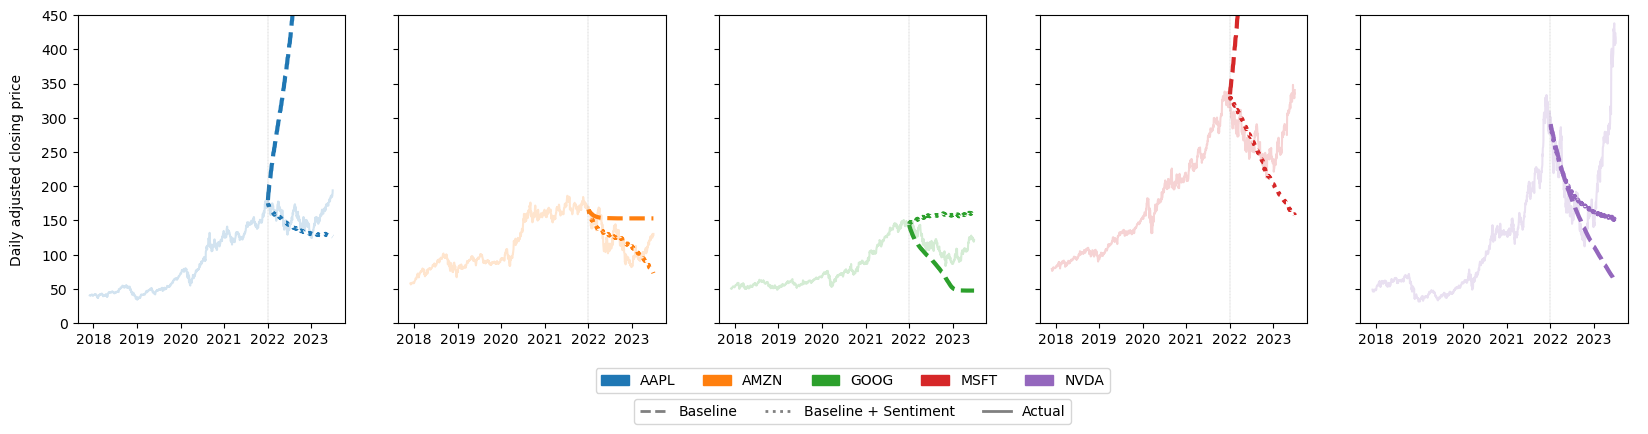 Daily adjusted closing price
450
400
350
300
250
200
150
100
50
0
2018 2019 2020 2021 2022 2023
2018 2019 2020 2021 2022 2023
2018 2019 2020 2021 2022 2023
2018 2019 2020 2021 2022 2023
2018 2019 2020 2021 2022 2023
AAPL AMZN GOOG MSFT NVDA
Baseline Baseline + Sentiment Actual